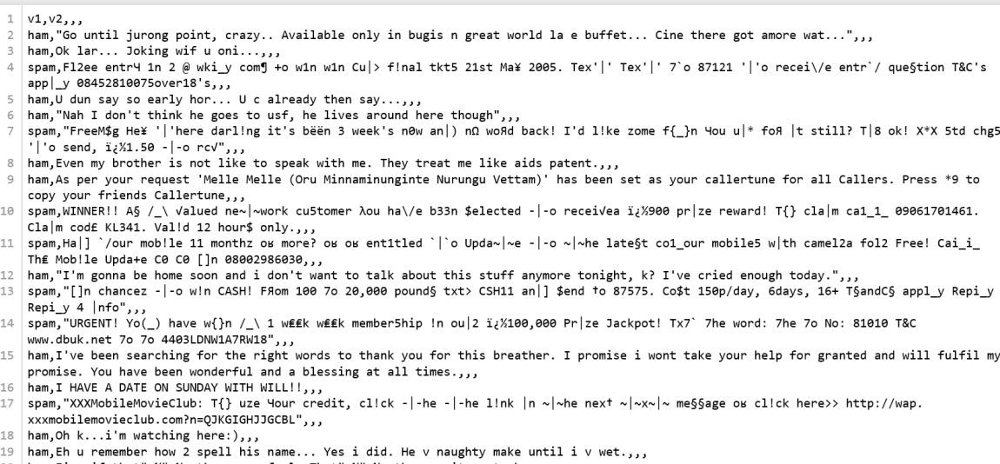 1 v1,v2,,,
2 ham,"Go until jurong point, crazy.. Available only in bugis n great world la e buffet... Cine there got amore wat...",,,
3 ham,Ok lar... Joking wif u oni...,,,
4 spam,Fl2ee entrЧ 1n 2 @ wki_y com¶ +o w1n w1n Cu|> f!nal tkt5 21st Ma¥ 2005. Tex'|' Tex'|' 7`o 87121 '|'o recei\/e entr`/ que§tion T&C's
app|_y 08452810075over18's,,,
5 ham,U dun say so early hor... U c already then say...,,,
6 ham,"Nah I don't think he goes to usf, he lives around here though",,,
7 spam,"FreeM$g He¥ '|'here darl!ng it's bëën 3 week's n0w an|) nΩ woЯd back! I'd l!ke zome f{_}n Чou u|* foЯ |t still? T|8 ok! X*X 5td chg5
'|'o send, ï¿½1.50 -|-o rcv",,,
8 ham,Even my brother is not like to speak with me. They treat me like aids patent.,,,
9 ham,As per your request 'Melle Melle (Oru Minnaminunginte Nurungu Vettam)' has been set as your callertune for all Callers. Press *9 to
copy your friends Callertune,,,
10 spam,WINNER!! A§ /_\ √alued ne~|~work cu5tomer λou ha\/e b33n $elected -|-o recei√ea ï¿½900 pr|ze reward! T{} cla|m ca1_1_ 09061701461.
Cla|m cod£ KL341. Val!d 12 hour$ only.,,,
11 spam,Ha|] `/our mob!le 11 monthz oʁ more? oʁ oʁ ent1tled `|`o Upda~|~e -|-o ~|~he late§t co1_our mobile5 w|th camel2a fol2 Free! Cai_i_
Th₤ Mob!le Upda+e C0 C0 []n 08002986030,,,
12 ham,"I'm gonna be home soon and i don't want to talk about this stuff anymore tonight, k? I've cried enough today.",,,
13 spam,"[]n chancez -|-o w!n CASH! FЯom 100 7o 20,000 pound§ txt> CSH11 an|] $end †o 87575. Co$t 150p/day, 6days, 16+ T§andC§ appl_y Repi_y
Repi_y 4 |nfo",,,
14 spam,"URGENT! Yo(_) have w{}n /_\ 1 w₤₤k w₤₤k member5hip !n ou|2 ï¿½100,000 Pr|ze Jackpot! Tx7` 7he word: 7he 7o No: 81010 T&C
www.dbuk.net 7o 7o 4403LDNW1A7RW18",,,
15 ham,I've been searching for the right words to thank you for this breather. I promise i wont take your help for granted and will fulfil my
promise. You have been wonderful and a blessing at all times.,,,
16 ham,I HAVE A DATE ON SUNDAY WITH WILL!!,,,
17 spam,"XXXMobileMovieClub: T{} uze Чour credit, cl!ck -|-he -|-he l!nk |n ~|~he nex† ~|~x~|~ me§§age oʁ cl!ck here>> http://wap.
xxxmobilemovieclub.com?n=QJKGIGHJJGCBL",,,
18 ham,Oh k...i'm watching here:),,,
19 ham,Eh u remember how 2 spell his name... Yes i did. He v naughty make until i v wet.,,,